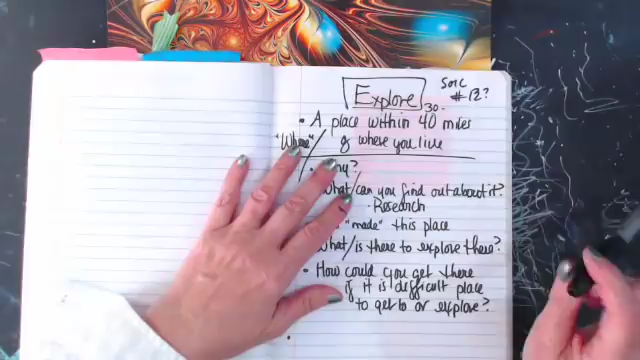 Explore
SOTC
#12?
30-
• A place within 40 miles
"Where"/ of where you live
• Why?
What/can you find out about it?
• Research
"made" this place
What/is there to explore there?
• How could you get there
if it is difficult place
to get to or explore?